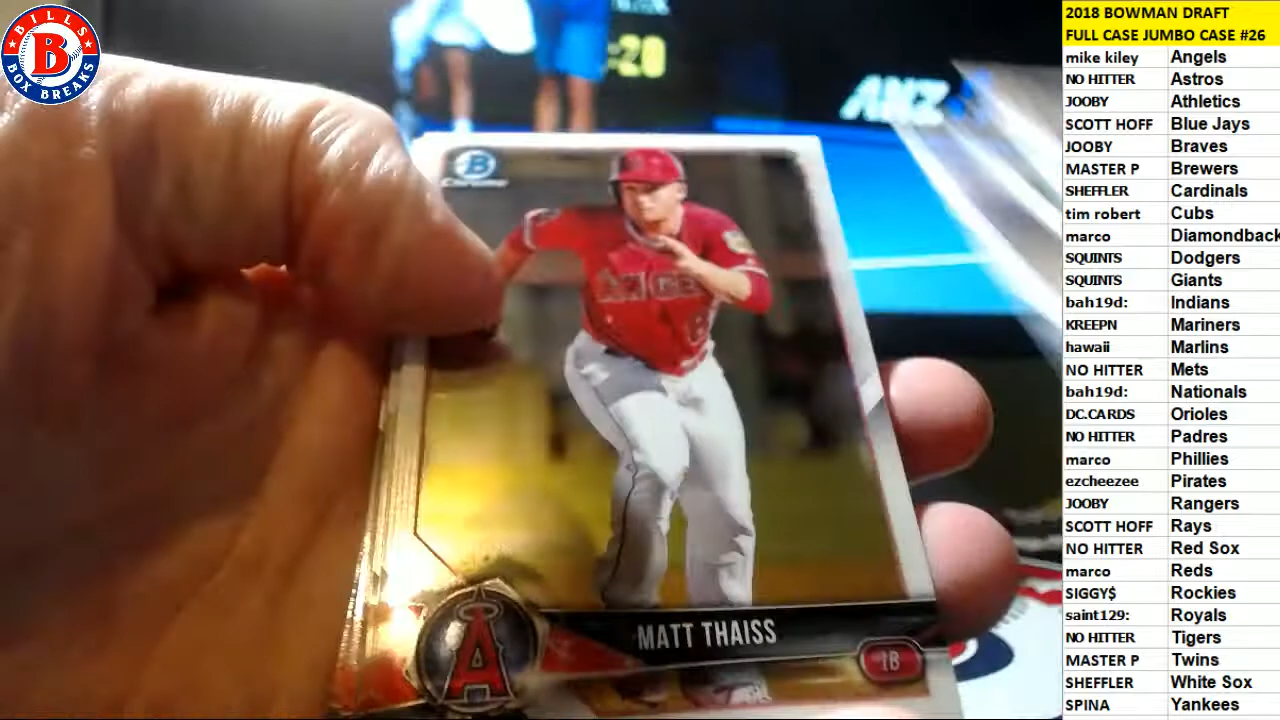 BILLS
B
BOX BREAKS
:20
ANZ
B
Chrome
ANGELS
8
A
MATT THAISS
1B
2018 BOWMAN DRAFT
FULL CASE JUMBO CASE #26
mike kiley Angels
NO HITTER Astros
JOOBY Athletics
SCOTT HOFF Blue Jays
JOOBY Braves
MASTER P Brewers
SHEFFLER Cardinals
tim robert Cubs
marco Diamondback
SQUINTS Dodgers
SQUINTS Giants
bah19d: Indians
KREEPN Mariners
hawaii Marlins
NO HITTER Mets
bah19d: Nationals
DC.CARDS Orioles
NO HITTER Padres
marco Phillies
ezcheezee Pirates
JOOBY Rangers
SCOTT HOFF Rays
NO HITTER Red Sox
marco Reds
SIGGY$ Rockies
saint129: Royals
NO HITTER Tigers
MASTER P Twins
SHEFFLER White Sox
SPINA Yankees